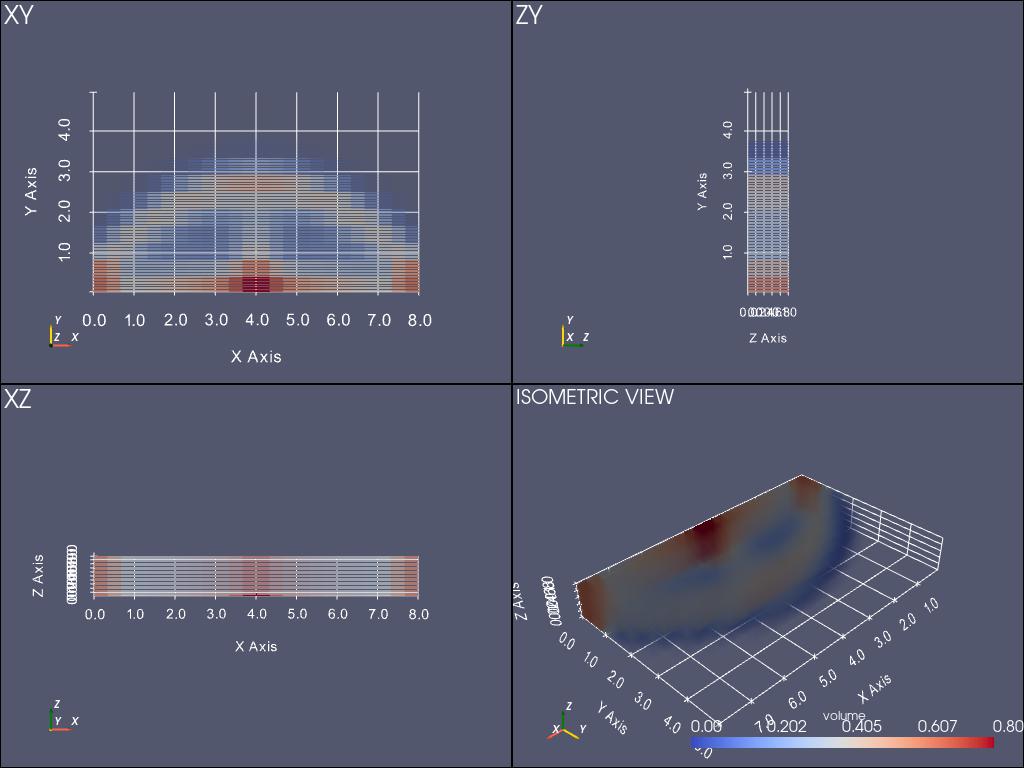 XY
4.0
3.0
2.0
1.0
Y Axis
0.0 1.0 2.0 3.0 4.0 5.0 6.0 7.0 8.0
X Axis
Y
Z X
ZY
4.0
3.0
2.0
1.0
Y Axis
Z Axis
Y
X Z
XZ
Z Axis
0.0 1.0 2.0 3.0 4.0 5.0 6.0 7.0 8.0
X Axis
Z
Y X
ISOMETRIC VIEW
Z Axis
0.0 1.0 2.0 3.0 4.0
Y Axis
1.0
2.0
3.0
4.0
5.0
6.0
7.0
X Axis
Z
X Y
volume
0.00 0.202 0.405 0.607 0.80